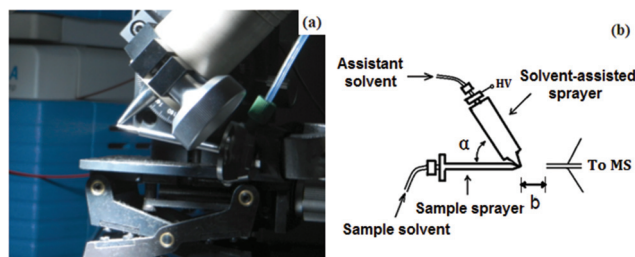 (a)
(b)
Assistant
solvent
HV
Solvent-assisted
sprayer
α
To MS
b
Sample sprayer
Sample solvent